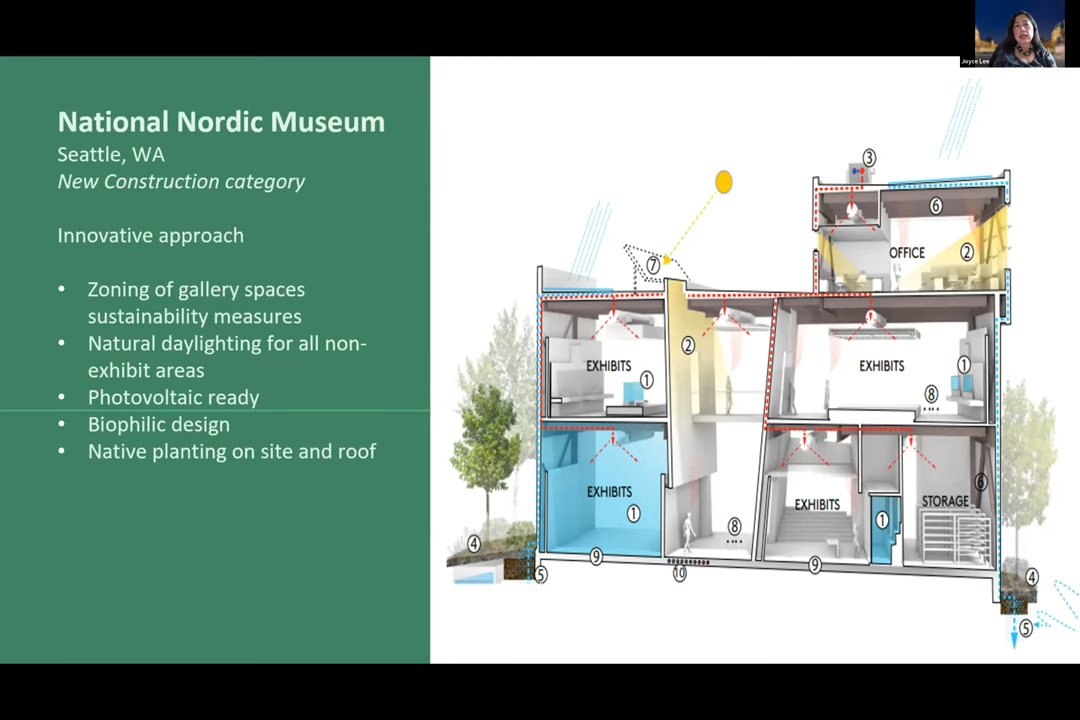 Joyce Lee
National Nordic Museum
Seattle, WA
New Construction category
Innovative approach
• Zoning of gallery spaces
sustainability measures
• Natural daylighting for all non-
exhibit areas
• Photovoltaic ready
• Biophilic design
• Native planting on site and roof
3
6
OFFICE
2
7
2
EXHIBITS
1
EXHIBITS
1
8
EXHIBITS
1
8
EXHIBITS
1
STORAGE
6
4
5
9
10
9
4
5